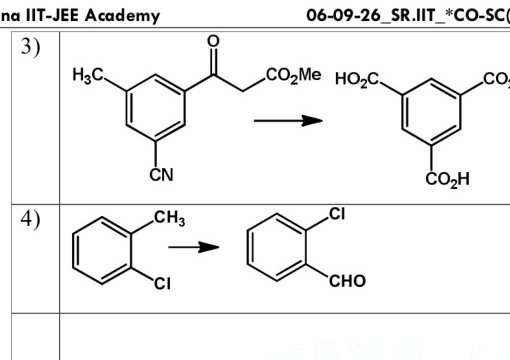 na IIT-JEE Academy 06-09-26_SR.IIT_*CO-SC(
3)
O
H₃C CO₂Me HO₂C CO₂
CN CO₂H
4)
CH₃ Cl
Cl CHO